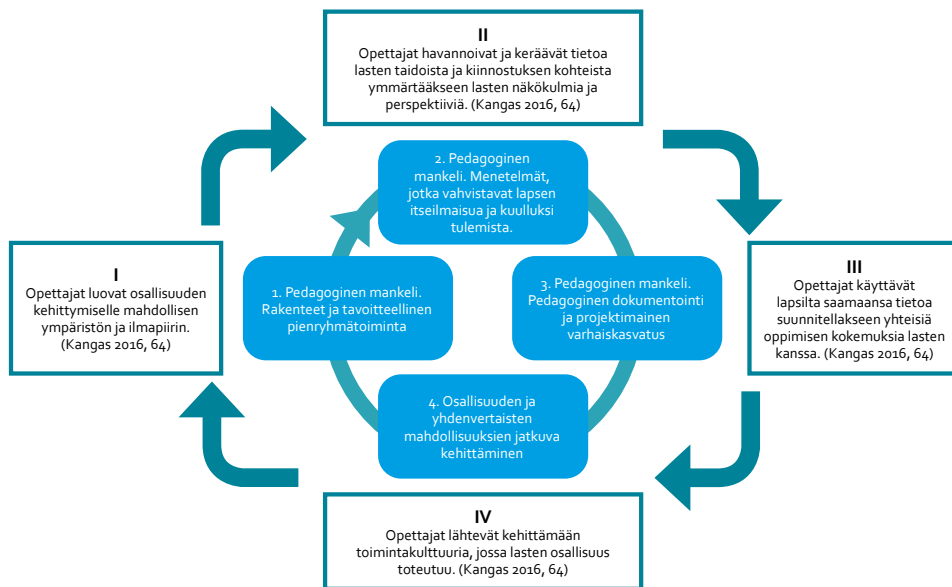 II
Opettajat havannoivat ja keräävät tietoa
lasten taidoista ja kiinnostuksen kohteista
ymmärtääkseen lasten näkökulmia ja
perspektiiviä. (Kangas 2016, 64)
2. Pedagoginen
mankeli. Menetelmät,
jotka vahvistavat lapsen
itseilmaisua ja kuulluksi
tulemista.
I
Opettajat luovat osallisuuden
kehittymiselle mahdollisen
ympäristön ja ilmapiirin.
(Kangas 2016, 64)
1. Pedagoginen mankeli.
Rakenteet ja tavoitteellinen
pienryhmätoiminta
3. Pedagoginen mankeli.
Pedagoginen dokumentointi
ja projektimainen
varhaiskasvatus
III
Opettajat käyttävät
lapsilta saamaansa tietoa
suunnitellakseen yhteisiä
oppimisen kokemuksia lasten
kanssa. (Kangas 2016, 64)
4. Osallisuuden ja
yhdenvertaisten
mahdollisuuksien jatkuva
kehittäminen
IV
Opettajat lähtevät kehittämään
toimintakulttuuria, jossa lasten osallisuus
toteutuu. (Kangas 2016, 64)